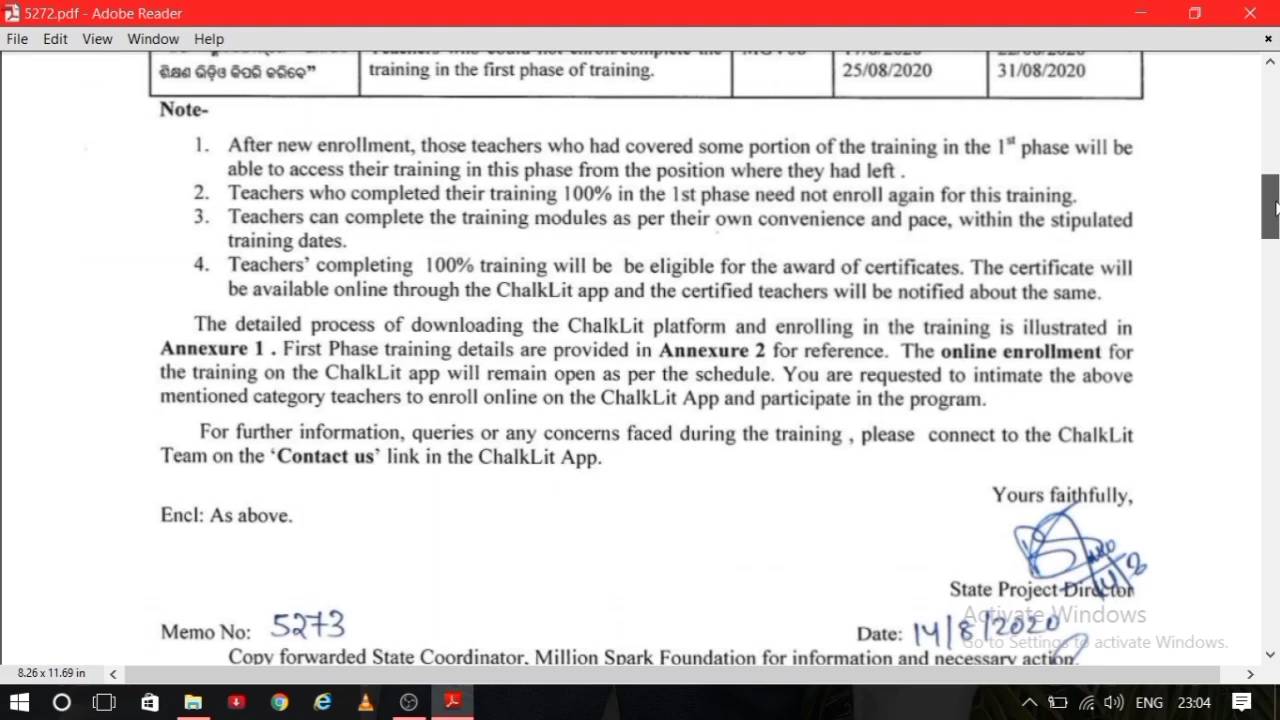 5272.pdf - Adobe Reader
File Edit View Window Help
ଶିକ୍ଷଣ ଭିଡ଼ିଓ କିପରି କରିବେ”
training in the first phase of training.
25/08/2020
31/08/2020
Note-
1. After new enrollment, those teachers who had covered some portion of the training in the 1st phase will be
able to access their training in this phase from the position where they had left .
2. Teachers who completed their training 100% in the 1st phase need not enroll again for this training.
3. Teachers can complete the training modules as per their own convenience and pace, within the stipulated
training dates.
4. Teachers’ completing 100% training will be be eligible for the award of certificates. The certificate will
be available online through the ChalkLit app and the certified teachers will be notified about the same.
The detailed process of downloading the ChalkLit platform and enrolling in the training is illustrated in
Annexure 1 . First Phase training details are provided in Annexure 2 for reference. The online enrollment for
the training on the ChalkLit app will remain open as per the schedule. You are requested to intimate the above
mentioned category teachers to enroll online on the ChalkLit App and participate in the program.
For further information, queries or any concerns faced during the training , please connect to the ChalkLit
Team on the ‘Contact us’ link in the ChalkLit App.
Yours faithfully,
Encl: As above.
State Project Director
Activate Windows
Memo No: 5273
Date: 14/8/2020
Go to Settings to activate Windows.
Copy forwarded State Coordinator, Million Spark Foundation for information and necessary action.
8.26 x 11.69 in
ENG 23:04